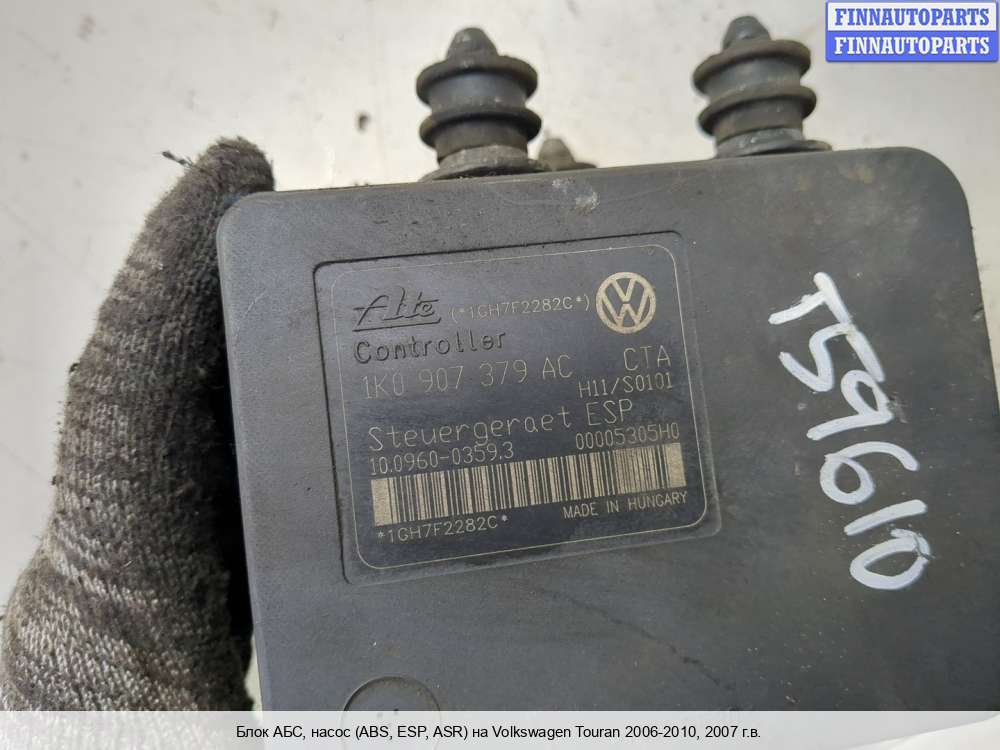 FINNAUTOPARTS
FINNAUTOPARTS
Ate (*1GH7F2282C*)
Controller
1K0 907 379 AC CTA
H11/S0101
Steuergeraet ESP
10.0960-0359.3 00005305H0
*1GH7F2282C* MADE IN HUNGARY
T59610
Блок АБС, насос (ABS, ESP, ASR) на Volkswagen Touran 2006-2010, 2007 г.в.